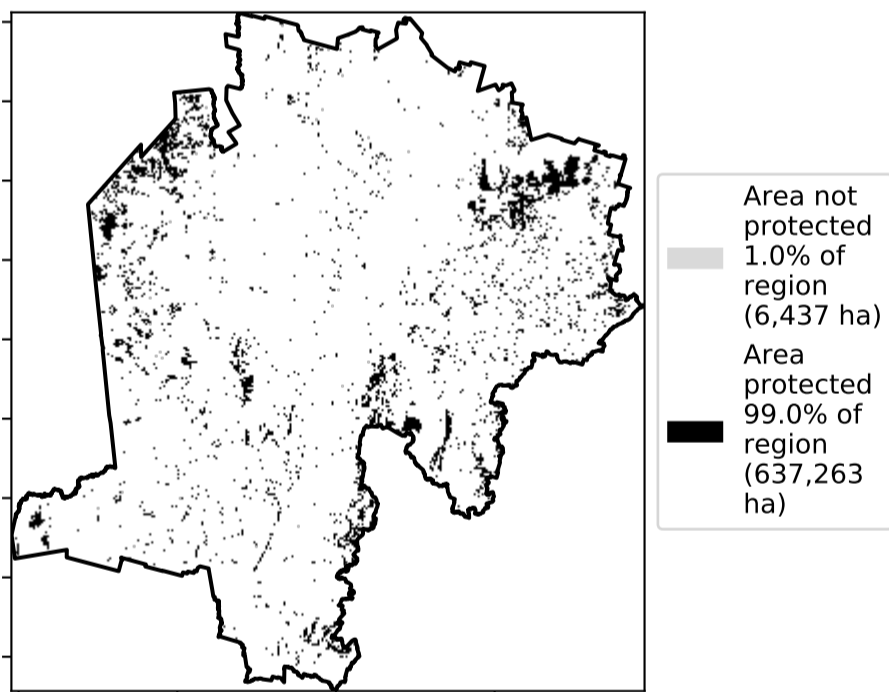 Area not
protected
1.0% of
region
(6,437 ha)
Area
protected
99.0% of
region
(637,263
ha)